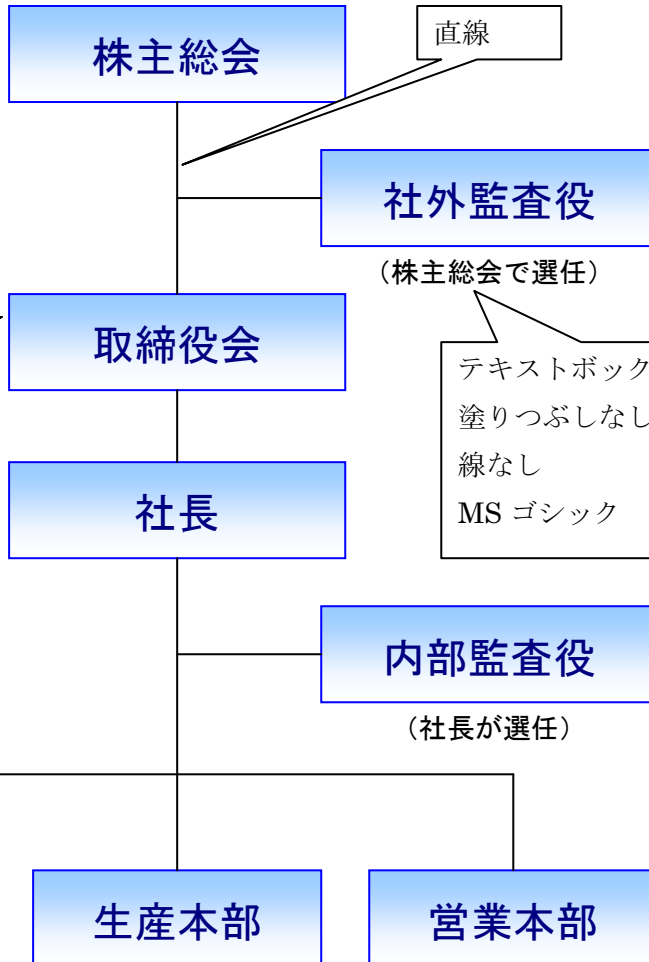 株主総会
直線
社外監査役
(株主総会で選任)
取締役会
テキストボック
塗りつぶしなし
線なし
MS ゴシック
社長
内部監査役
(社長が選任)
生産本部
営業本部